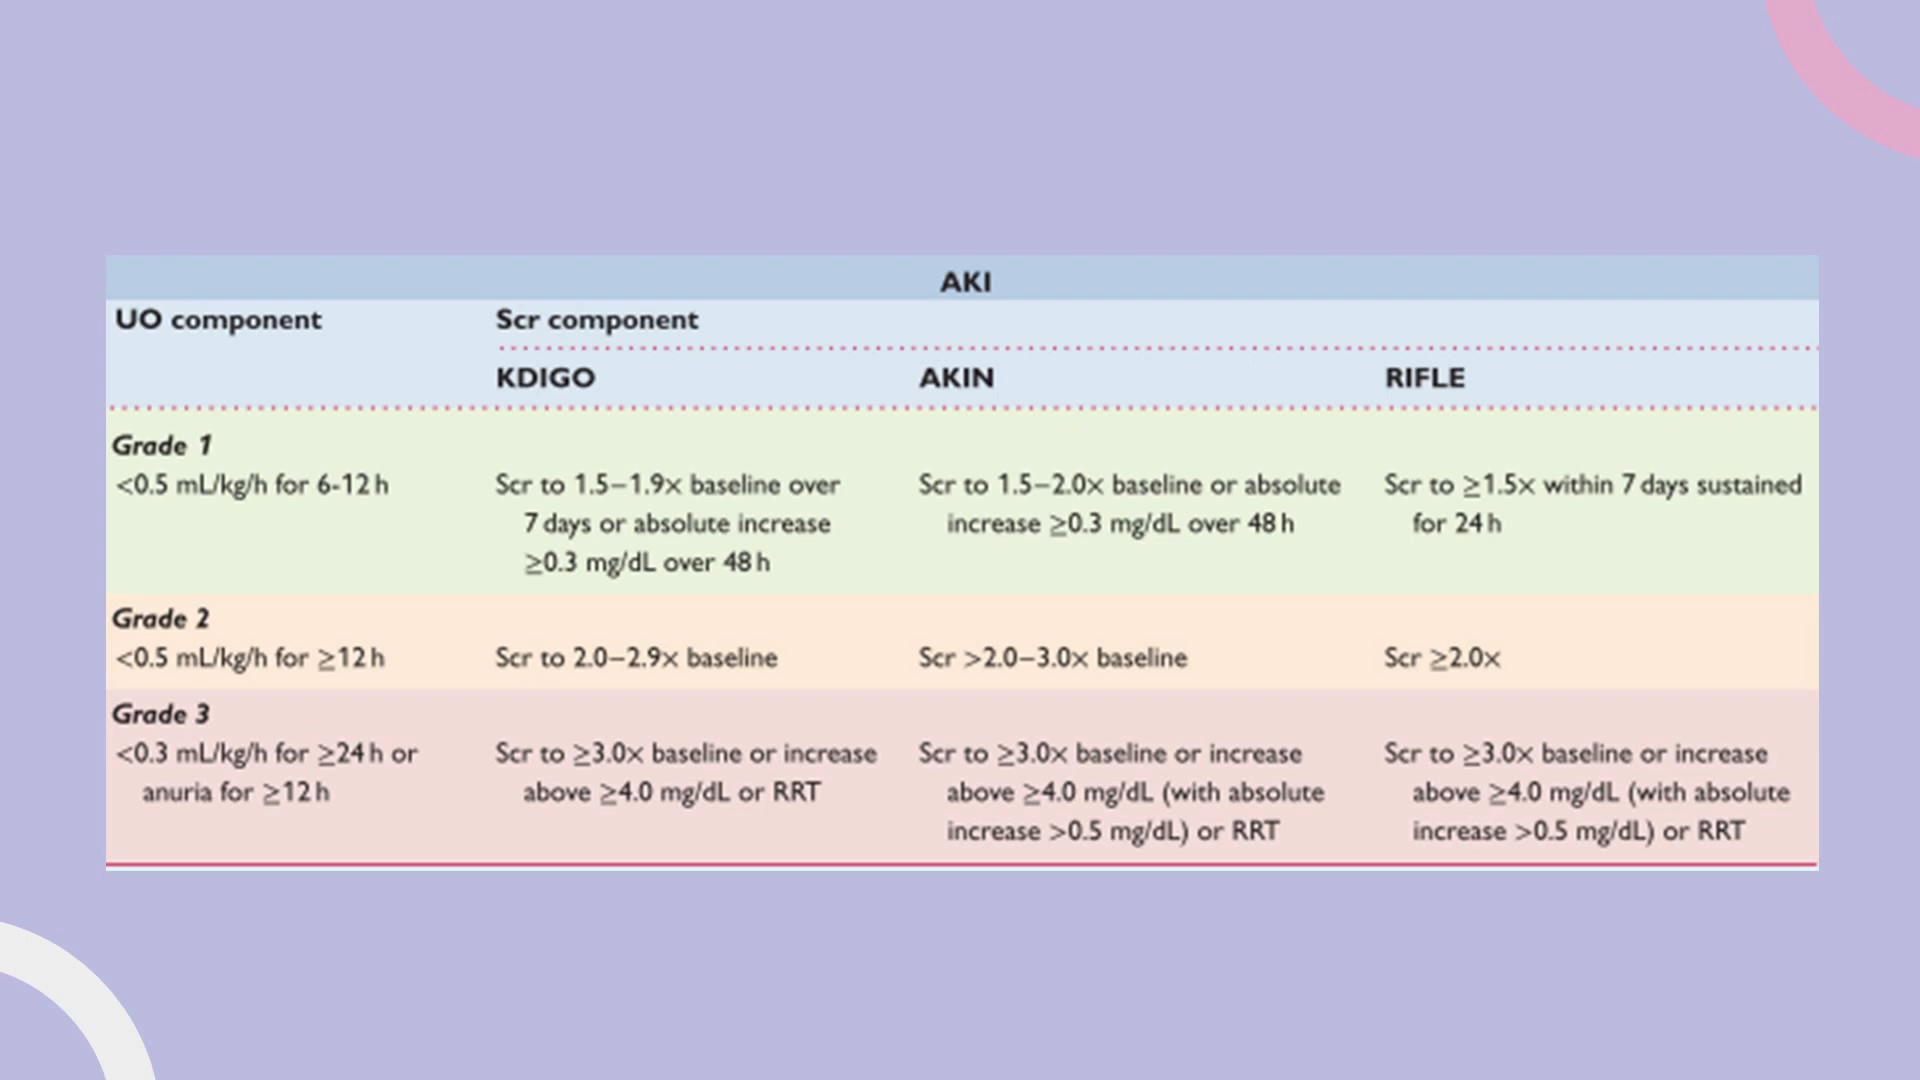 AKI
UO component Scr component
KDIGO AKIN RIFLE
Grade 1
<0.5 mL/kg/h for 6-12 h Scr to 1.5–1.9× baseline over Scr to 1.5–2.0× baseline or absolute Scr to ≥1.5× within 7 days sustained
7 days or absolute increase increase ≥0.3 mg/dL over 48 h for 24 h
≥0.3 mg/dL over 48 h
Grade 2
<0.5 mL/kg/h for ≥12 h Scr to 2.0–2.9× baseline Scr >2.0–3.0× baseline Scr ≥2.0×
Grade 3
<0.3 mL/kg/h for ≥24 h or Scr to ≥3.0× baseline or increase Scr to ≥3.0× baseline or increase Scr to ≥3.0× baseline or increase
anuria for ≥12 h above ≥4.0 mg/dL or RRT above ≥4.0 mg/dL (with absolute above ≥4.0 mg/dL (with absolute
increase >0.5 mg/dL) or RRT increase >0.5 mg/dL) or RRT